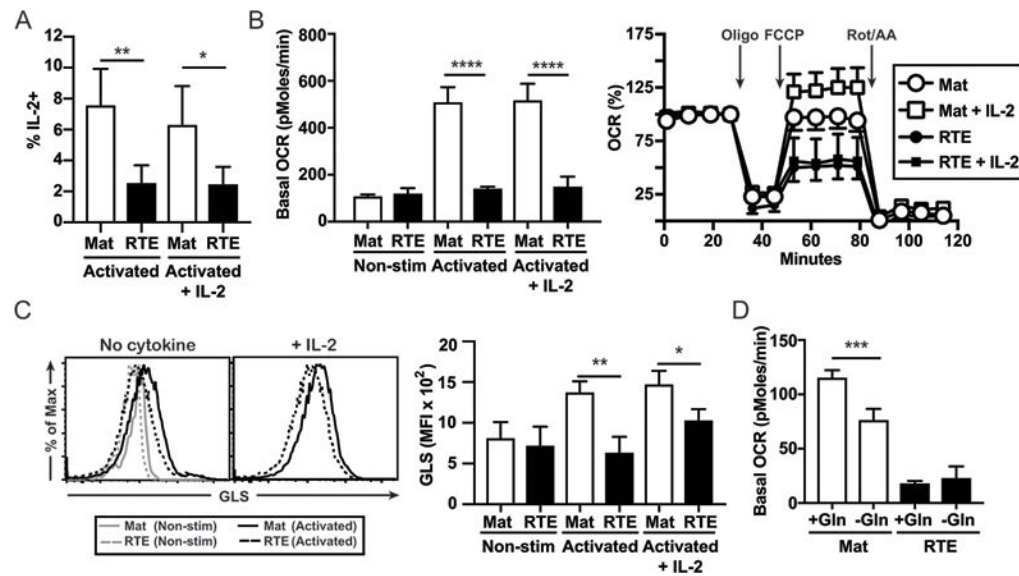 A
% IL-2+
12
10
8
6
4
2
0
**
*
Mat RTE Mat RTE
Activated Activated
+ IL-2
B
Basal OCR (pMoles/min)
800
600
400
200
0
**** ****
Mat RTE Mat RTE Mat RTE
Non-stim Activated Activated
+ IL-2
OCR (%)
175
125
75
25
Oligo FCCP Rot/AA
0 20 40 60 80 100 120
Minutes
Mat
Mat + IL-2
RTE
RTE + IL-2
C
No cytokine + IL-2
% of Max
GLS
Mat (Non-stim) Mat (Activated)
RTE (Non-stim) RTE (Activated)
GLS (MFI x 10²)
20
15
10
5
0
**
*
Mat RTE Mat RTE Mat RTE
Non-stim Activated Activated
+ IL-2
D
Basal OCR (pMoles/min)
150
100
50
0
***
+Gln -Gln +Gln -Gln
Mat RTE